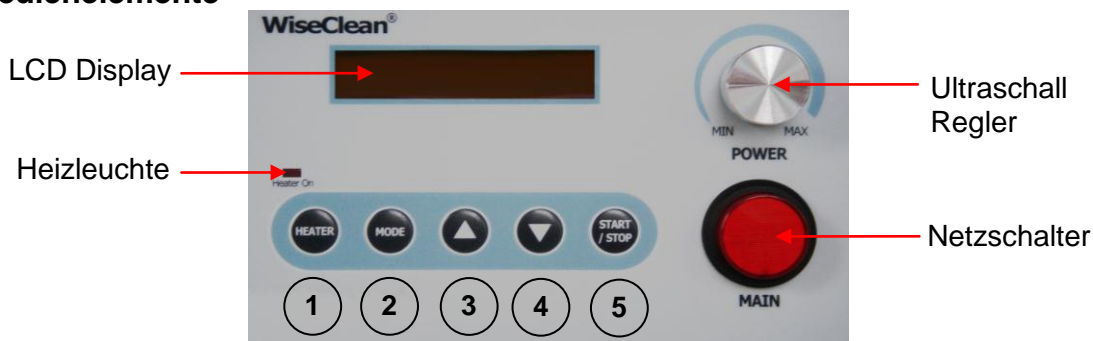 WiseClean®
LCD Display
Ultraschall
Regler
MIN
MAX
POWER
Heizleuchte
Heater On
HEATER
MODE
START
/ STOP
Netzschalter
1
2
3
4
5
MAIN